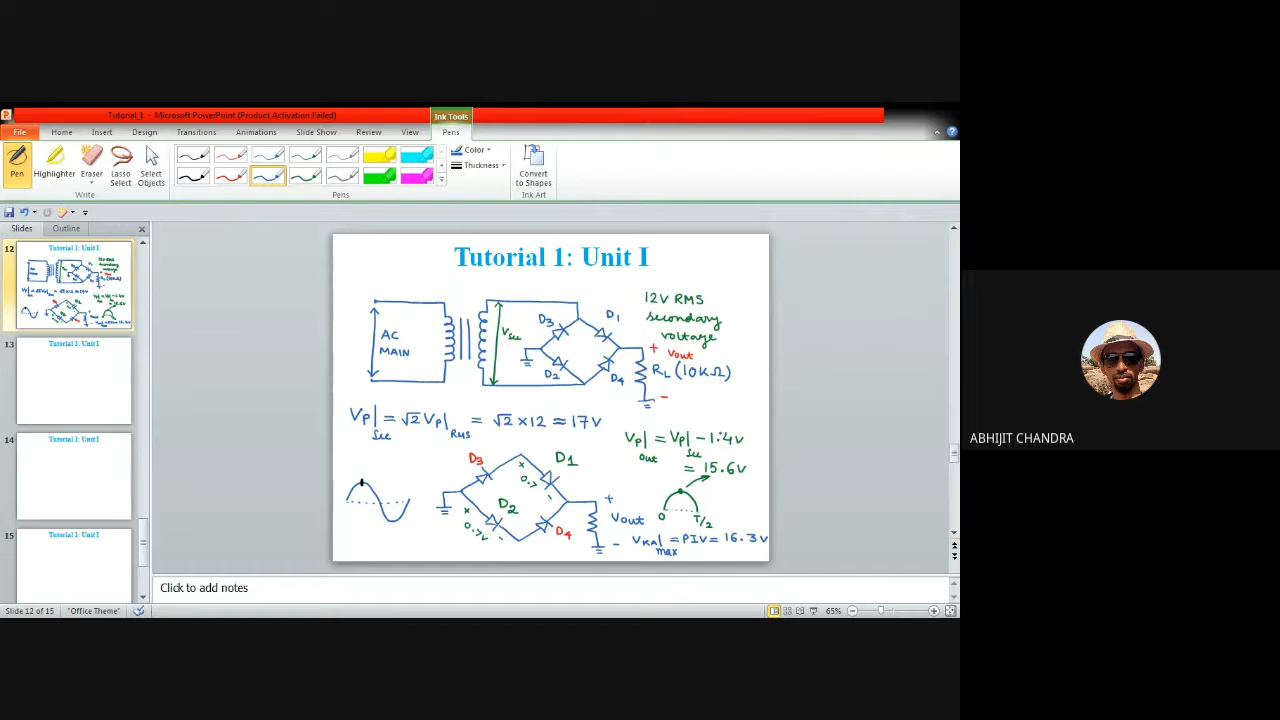 Tutorial_1 - Microsoft PowerPoint (Product Activation Failed)
Ink Tools
File Home Insert Design Transitions Animations Slide Show Review View Pens
Pen Highlighter Eraser Lasso Select Select Objects
Color
Thickness
Convert to Shapes
Write Pens Ink Art
Slides Outline
12
Tutorial 1: Unit I
13
Tutorial 1: Unit I
14
Tutorial 1: Unit I
15
Tutorial 1: Unit I
Tutorial 1: Unit I
12V RMS
secondary
voltage
AC
MAIN
Vsec
D3 D1
D2 D4
+ Vout
RL (10KΩ)
-
Vp|sec = √2 Vp|RMS = √2 × 12 ≈ 17V
Vp|out = Vp|sec - 1.4V
= 15.6V
D3 D1
+ 0.7 -
D2 D4
+ 0.7 -
+
Vout
-
0 T/2
VKA|max = PIV = 16.3V
Click to add notes
Slide 12 of 15 "Office Theme" 65%
ABHIJIT CHANDRA